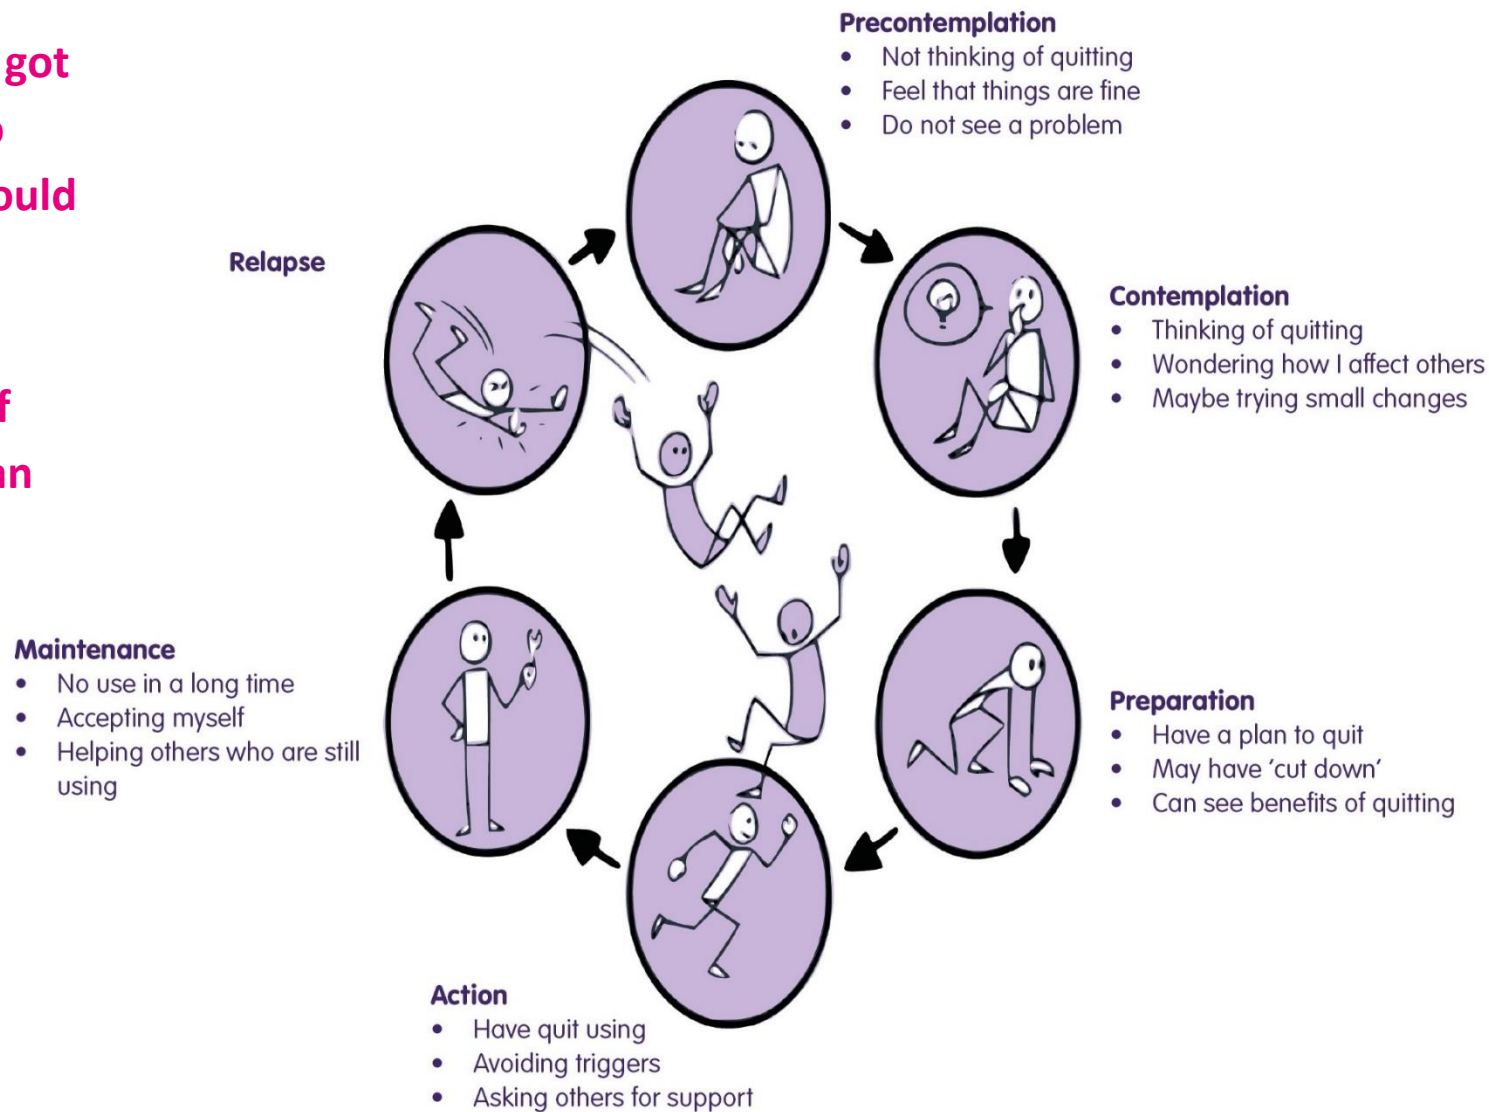 got
ould
an
Precontemplation
• Not thinking of quitting
• Feel that things are fine
• Do not see a problem
Contemplation
• Thinking of quitting
• Wondering how I affect others
• Maybe trying small changes
Preparation
• Have a plan to quit
• May have ‘cut down’
• Can see benefits of quitting
Action
• Have quit using
• Avoiding triggers
• Asking others for support
Maintenance
• No use in a long time
• Accepting myself
• Helping others who are still
using
Relapse